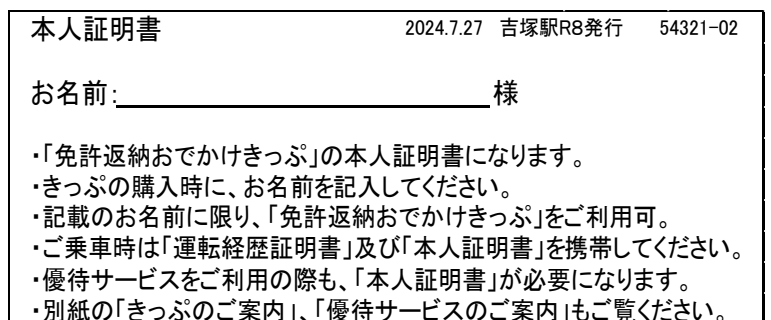 本人証明書 2024.7.27 吉塚駅R8発行 54321-02
お名前: 様
・「免許返納おでかけきっぷ」の本人証明書になります。
・きっぷの購入時に、お名前を記入してください。
・記載のお名前に限り、「免許返納おでかけきっぷ」をご利用可。
・ご乗車時は「運転経歴証明書」及び「本人証明書」を携帯してください。
・優待サービスをご利用の際も、「本人証明書」が必要になります。
・別紙の「きっぷのご案内」、「優待サービスのご案内」もご覧ください。